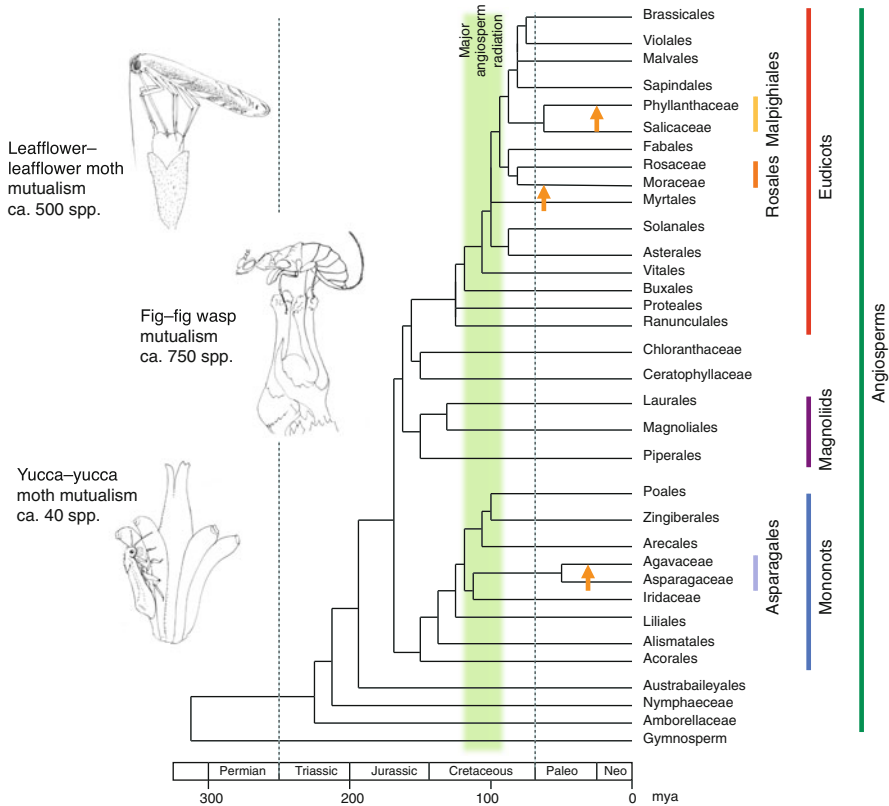 Major
angiosperm
radiation
Leafflower–
leafflower moth
mutualism
ca. 500 spp.
Fig–fig wasp
mutualism
ca. 750 spp.
Yucca–yucca
moth mutualism
ca. 40 spp.
Brassicales
Violales
Malvales
Sapindales
Phyllanthaceae
Salicaceae
Fabales
Rosaceae
Moraceae
Myrtales
Solanales
Asterales
Vitales
Buxales
Proteales
Ranunculales
Chloranthaceae
Ceratophyllaceae
Laurales
Magnoliales
Piperales
Poales
Zingiberales
Arecales
Agavaceae
Asparagaceae
Iridaceae
Liliales
Alismatales
Acorales
Austrabaileyales
Nymphaeceae
Amborellaceae
Gymnosperm
Malpighiales
Rosales
Asparagales
Eudicots
Magnoliids
Mononots
Angiosperms
Permian Triassic Jurassic Cretaceous Paleo Neo
300 200 100 0 mya